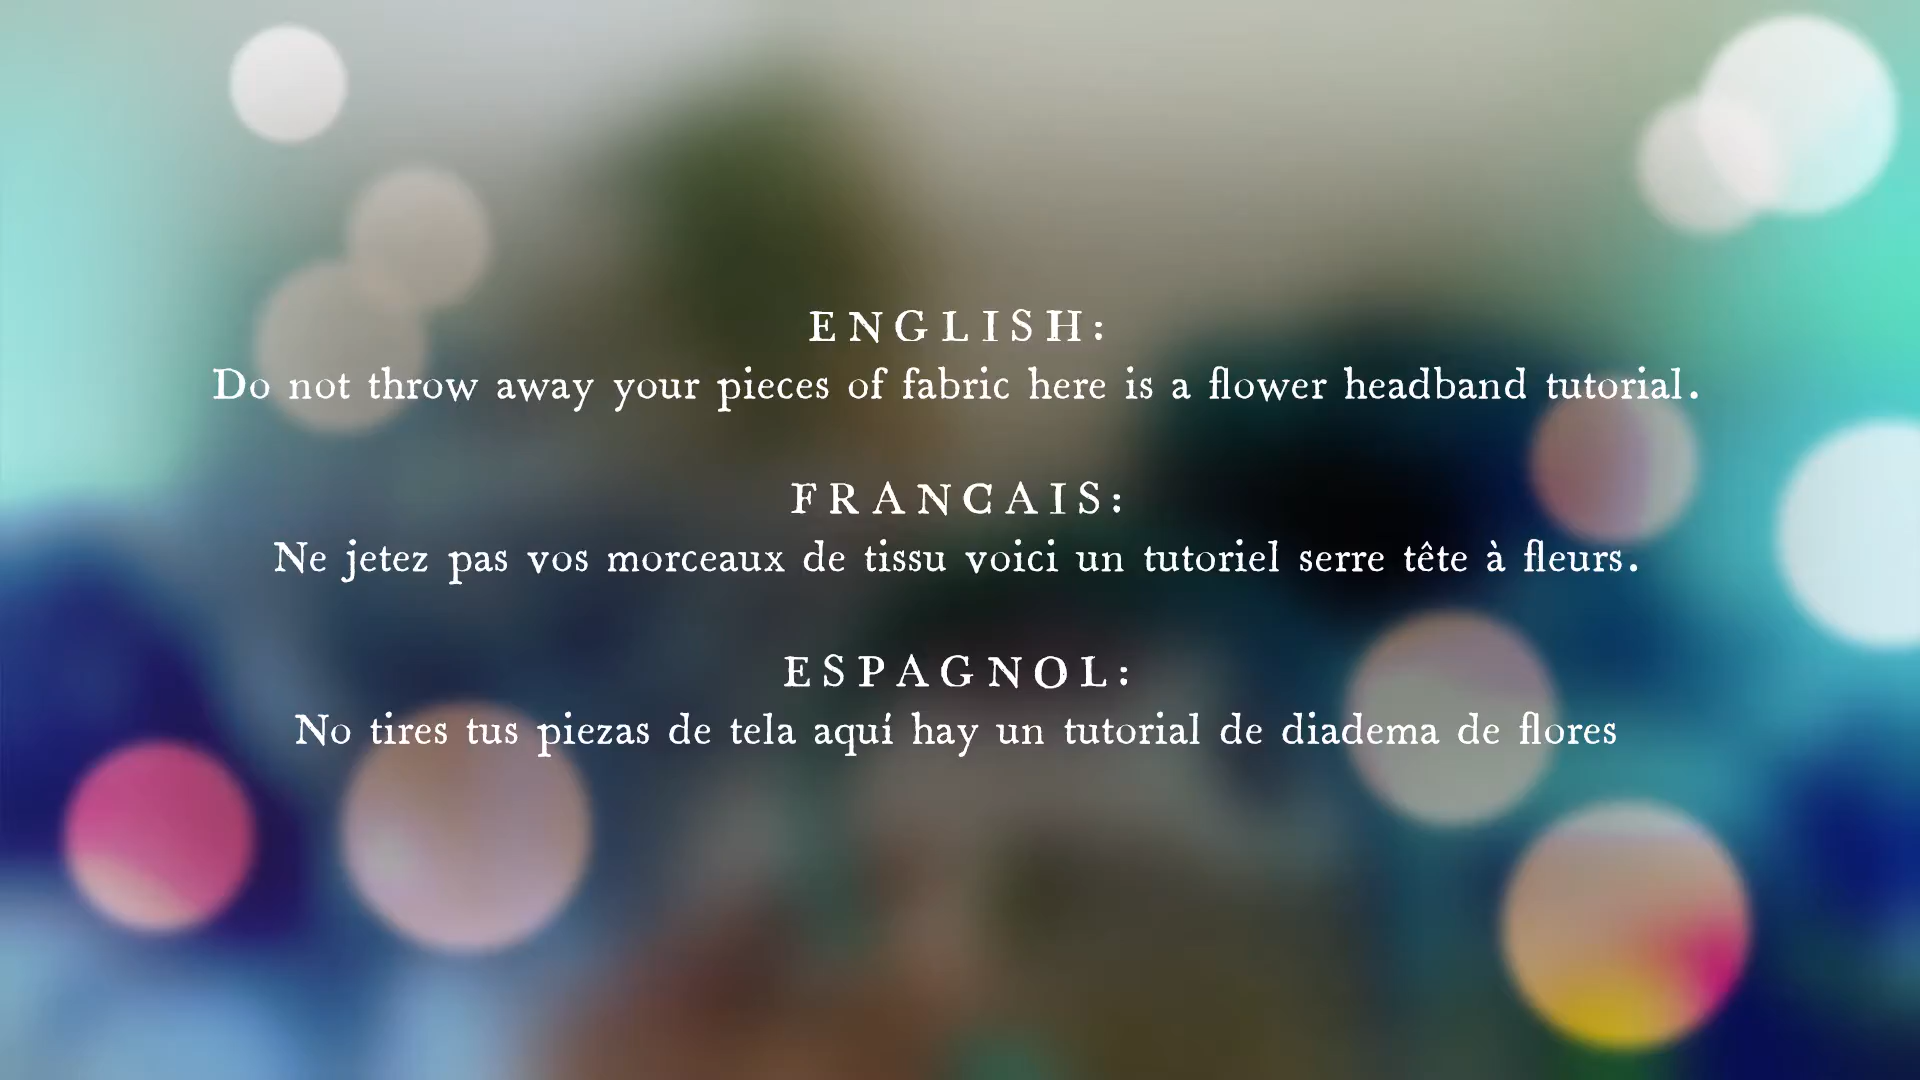 ENGLISH:
Do not throw away your pieces of fabric here is a flower headband tutorial.
FRANCAIS:
Ne jetez pas vos morceaux de tissu voici un tutoriel serre tête à fleurs.
ESPAGNOL:
No tires tus piezas de tela aquí hay un tutorial de diadema de flores